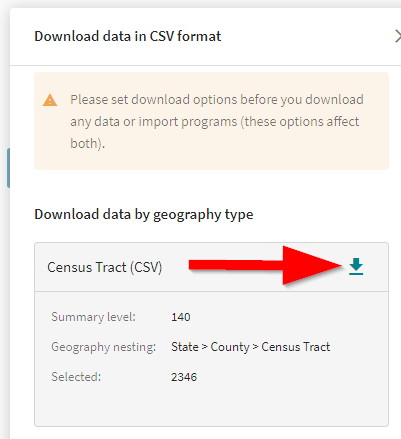 Download data in CSV format
Please set download options before you download
any data or import programs (these options affect
both).
Download data by geography type
Census Tract (CSV)
Summary level: 140
Geography nesting: State > County > Census Tract
Selected: 2346